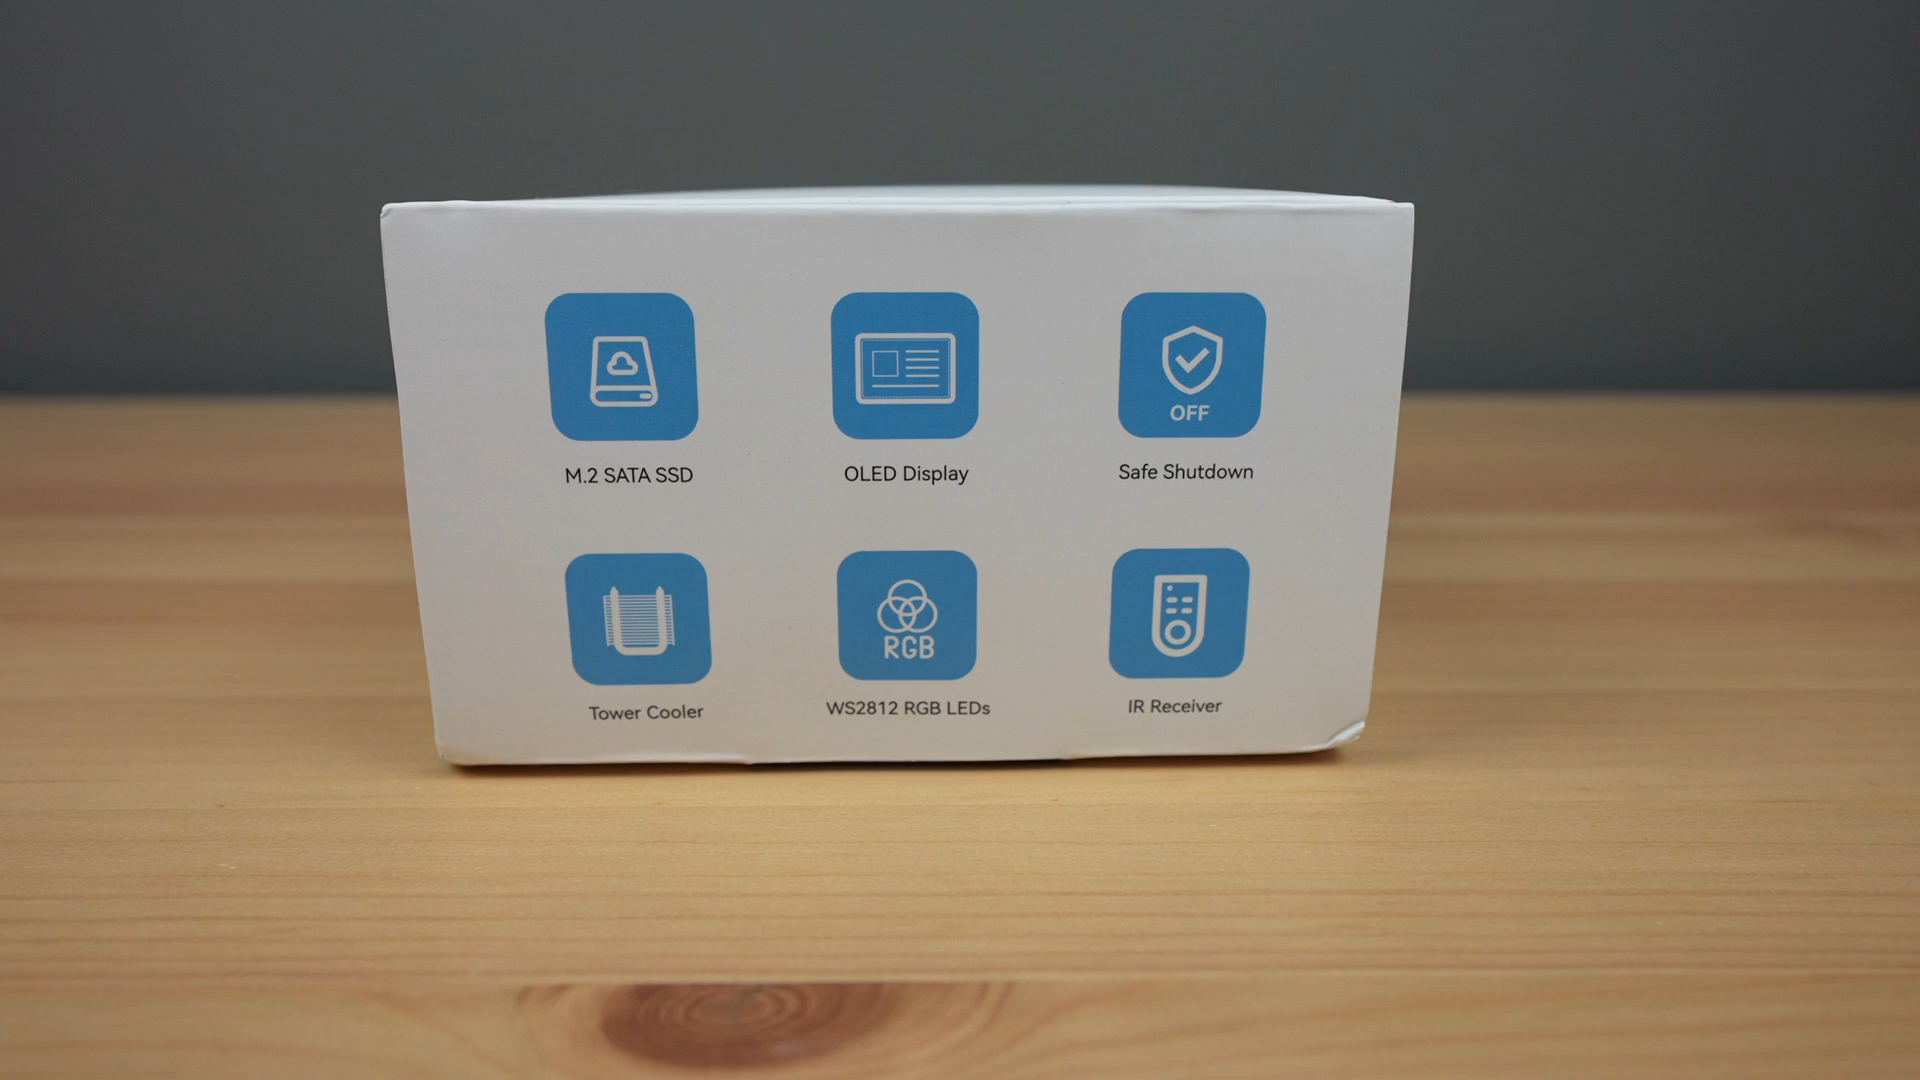 OFF
M.2 SATA SSD
OLED Display
Safe Shutdown
RGB
Tower Cooler
WS2812 RGB LEDs
IR Receiver